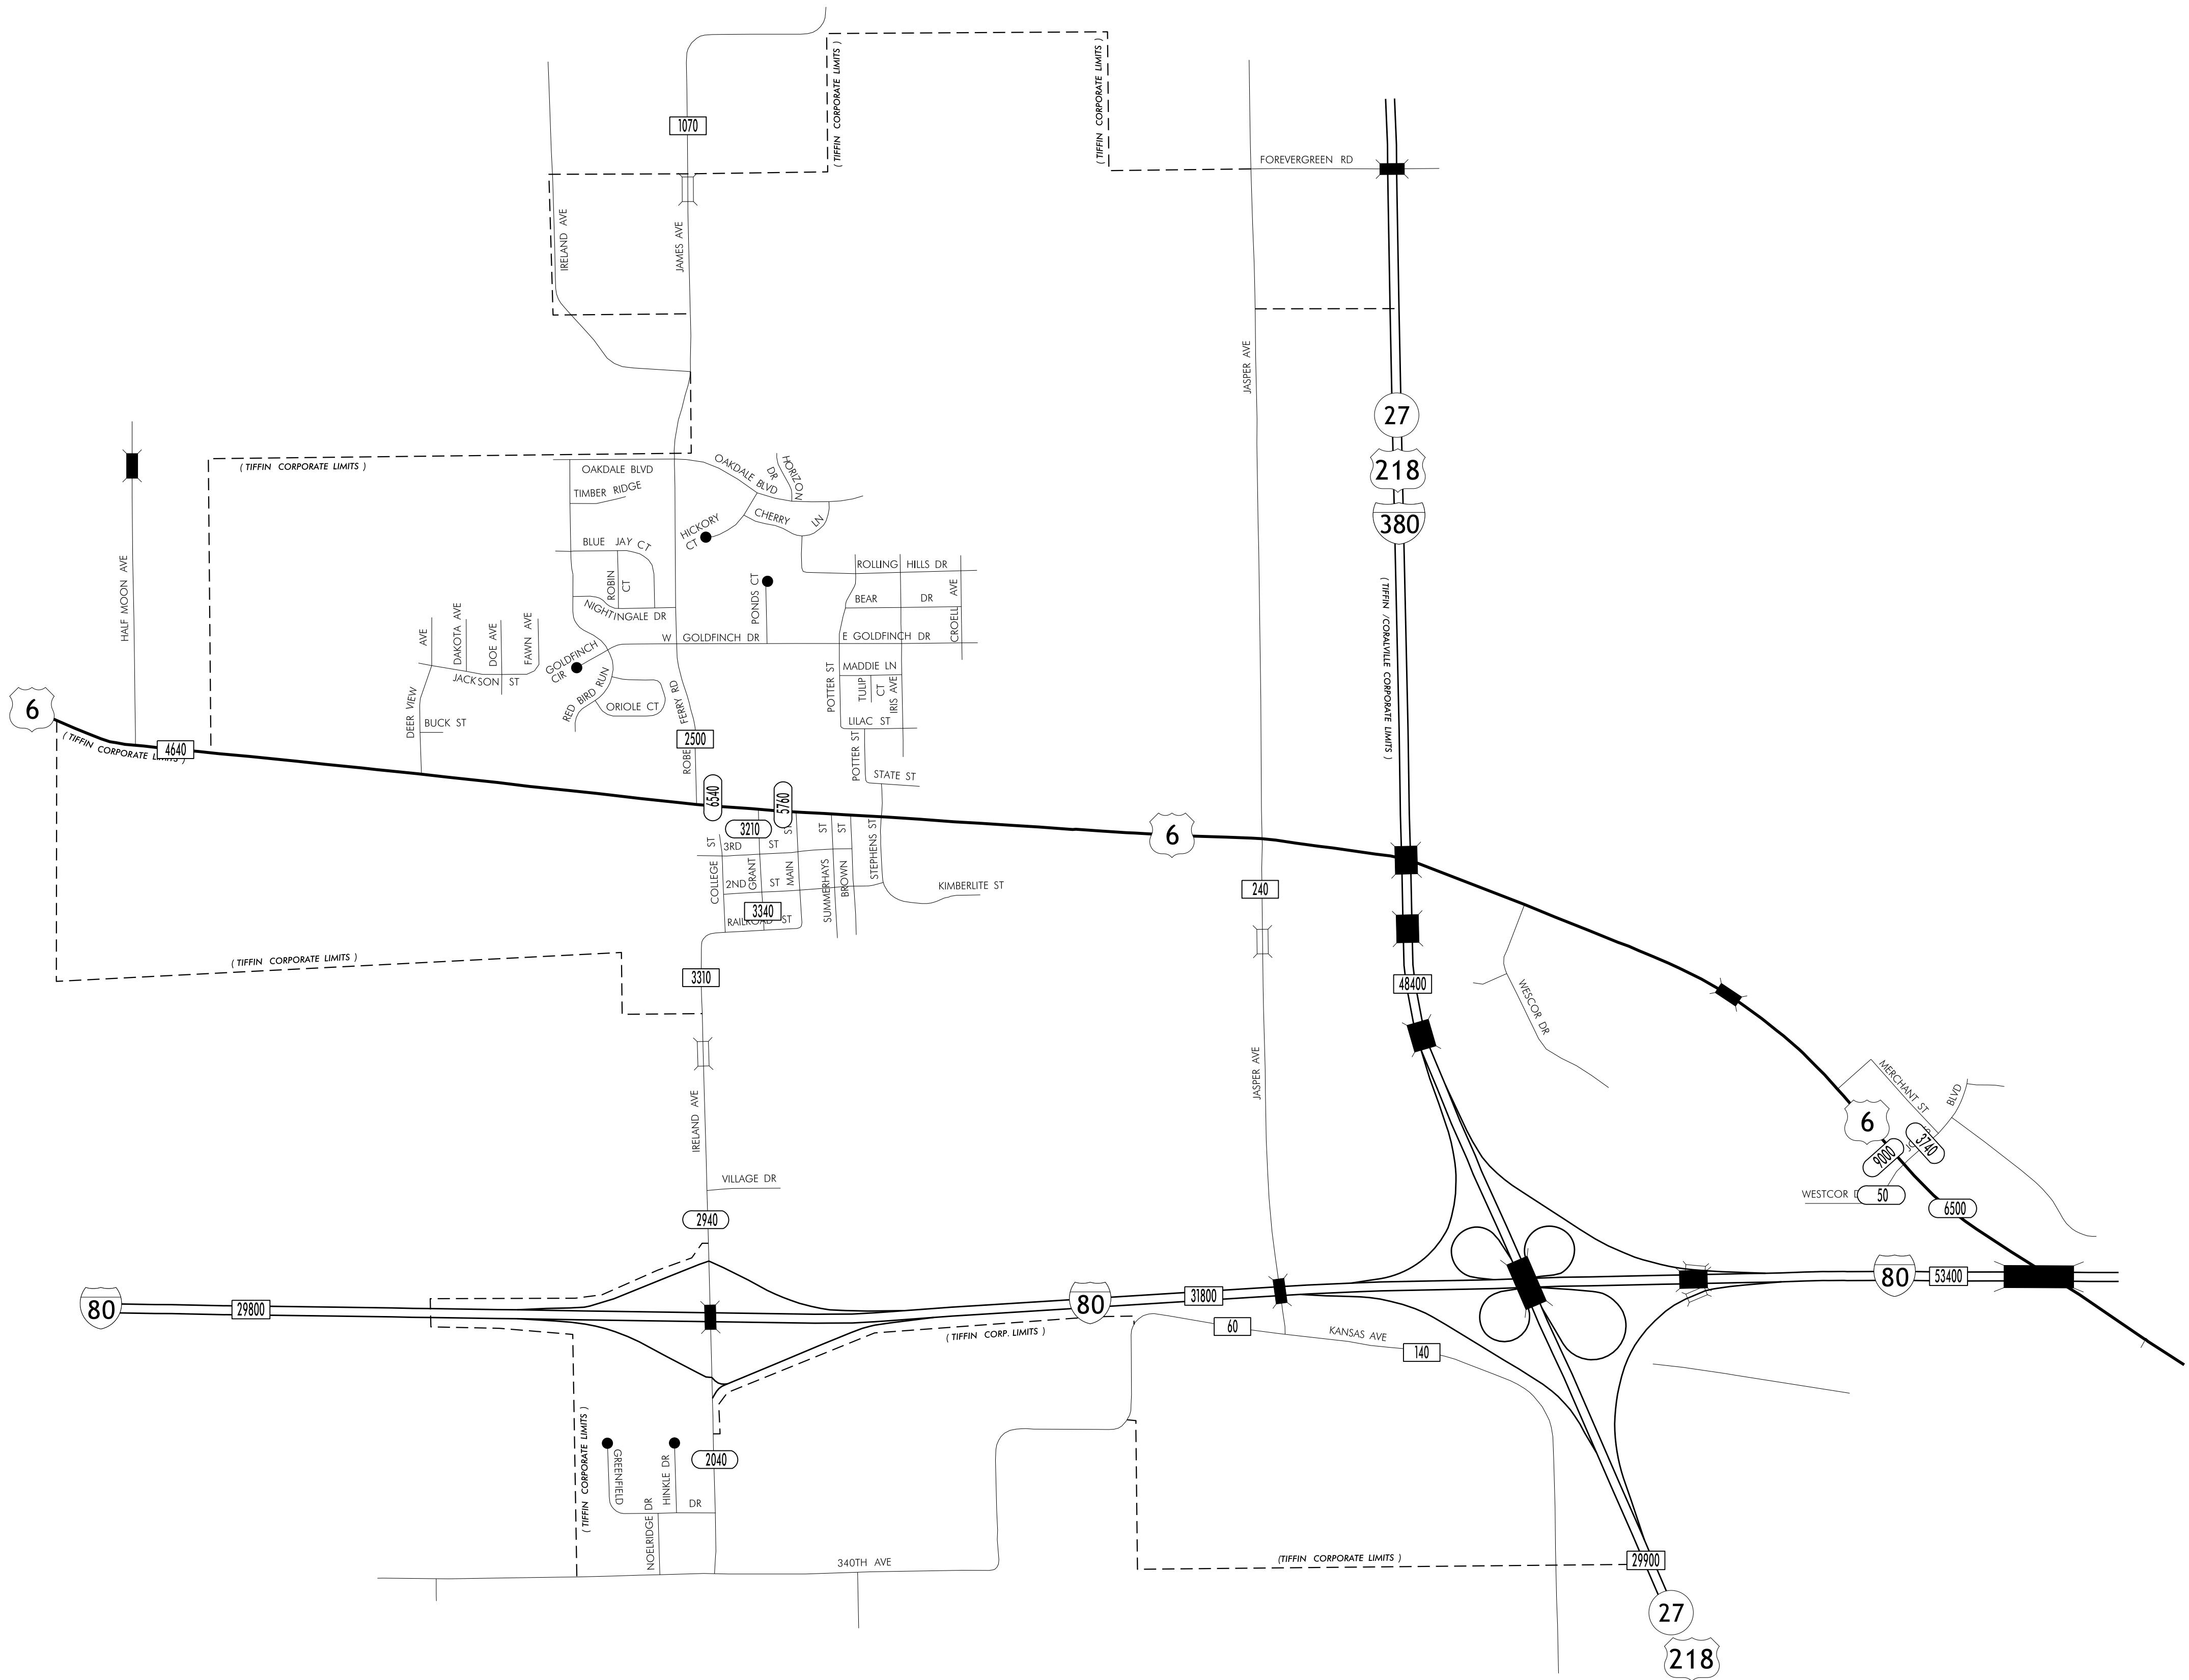 ( TIFFIN CORPORATE LIMITS )
( TIFFIN CORPORATE LIMITS )
1070
FOREVERGREEN RD
IRELAND AVE
JAMES AVE
JASPER AVE
27
218
380
( TIFFIN CORPORATE LIMITS )
OAKDALE BLVD
OAKDALE BLVD
HORIZON
DR
TIMBER RIDGE
CHERRY LN
HICKORY
CT
BLUE JAY CT
ROBIN
CT
NIGHTINGALE DR
PONDS CT
ROLLING HILLS DR
BEAR DR
CROELL AVE
HALF MOON AVE
( TIFFIN /CORALVILLE CORPORATE LIMITS )
W GOLDFINCH DR
E GOLDFINCH DR
GOLDFINCH
CIR
DEER VIEW AVE
DAKOTA AVE
DOE AVE
FAWN AVE
JACKSON ST
BUCK ST
RED BIRD RUN
ORIOLE CT
FERRY RD
POTTER ST
MADDIE LN
TULIP
CT
IRIS AVE
LILAC ST
POTTER ST
STATE ST
6
( TIFFIN CORPORATE LIMITS )
4640
2500
6540
5760
3210
6
3RD ST
2ND ST
COLLEGE ST
GRANT
MAIN ST
SUMMERHAYS ST
BROWN ST
STEPHENS ST
KIMBERLITE ST
3340
RAILROAD ST
240
( TIFFIN CORPORATE LIMITS )
3310
48400
WESCOR DR
IRELAND AVE
JASPER AVE
MERCHANT ST
BLVD
6
9000
3740
WESTCOR
50
6500
VILLAGE DR
2940
80
29800
80
31800
80
53400
( TIFFIN CORP. LIMITS )
60
KANSAS AVE
140
( TIFFIN CORPORATE LIMITS )
GREENFIELD DR
HINKLE DR
2040
NOELRIDGE DR
340TH AVE
(TIFFIN CORPORATE LIMITS )
29900
27
218